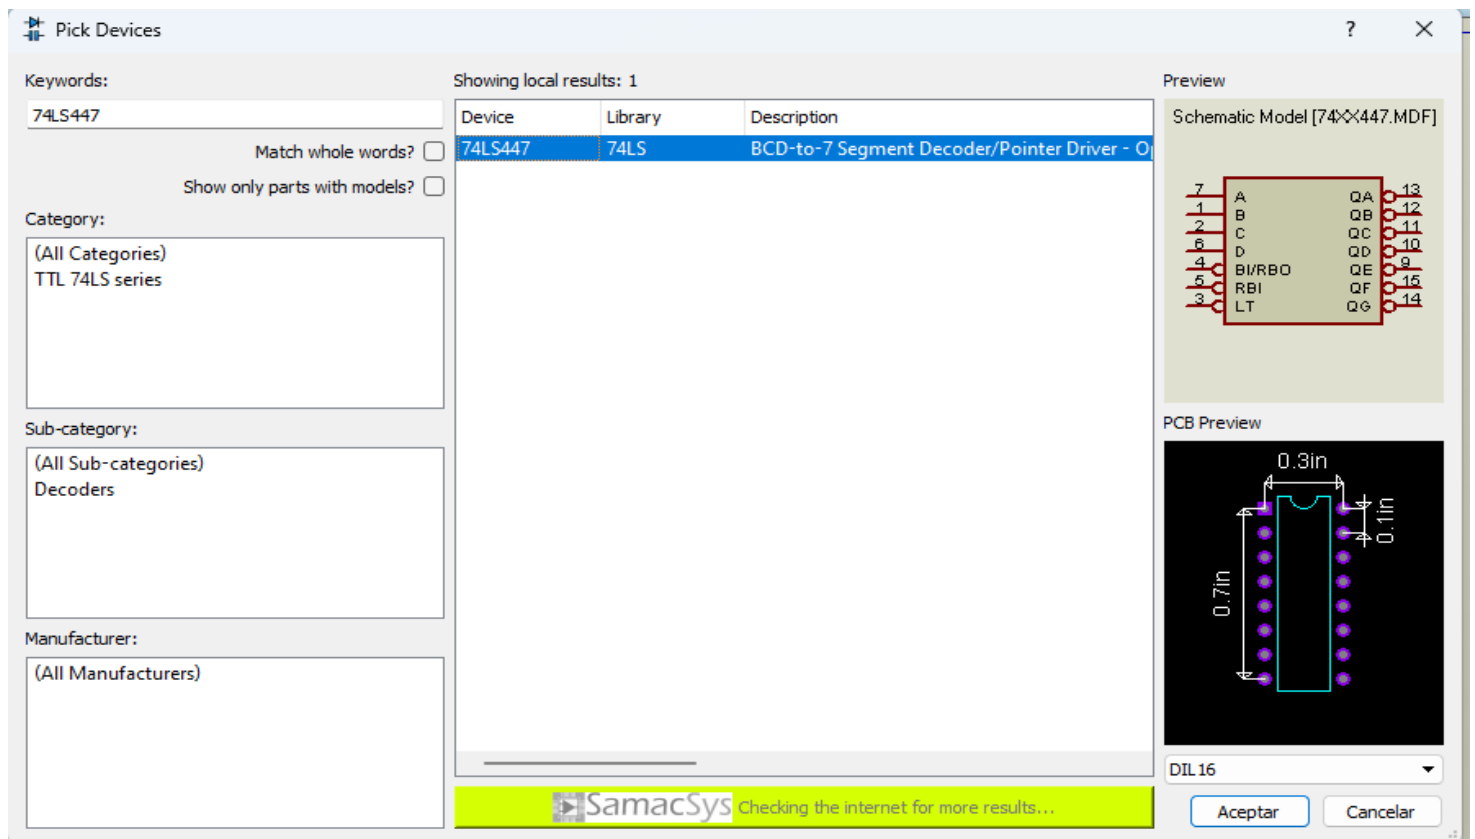 Pick Devices
?
Keywords:
74LS447
Match whole words?
Show only parts with models?
Category:
(All Categories)
TTL 74LS series
Sub-category:
(All Sub-categories)
Decoders
Manufacturer:
(All Manufacturers)
Showing local results: 1
Device Library Description
74LS447 74LS BCD-to-7 Segment Decoder/Pointer Driver - Op
SamacSys Checking the internet for more results...
Preview
Schematic Model [74XX447.MDF]
7 A QA 13
1 B QB 12
2 C QC 11
6 D QD 10
4 BI/RBO QE 9
5 RBI QF 15
3 LT QG 14
PCB Preview
0.3in
0.1in
0.7in
DIL16
Aceptar Cancelar